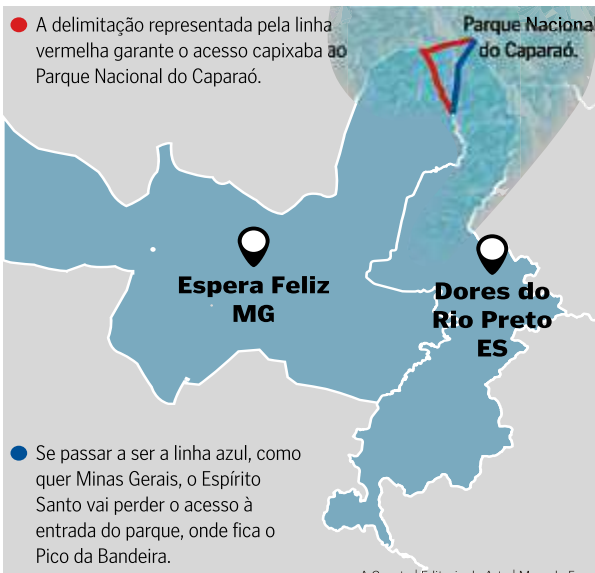 A delimitação representada pela linha
vermelha garante o acesso capixaba ao
Parque Nacional do Caparaó.
Parque Nacional
do Caparaó.
Espera Feliz
MG
Dores do
Rio Preto
ES
Se passar a ser a linha azul, como
quer Minas Gerais, o Espírito
Santo vai perder o acesso à
entrada do parque, onde fica o
Pico da Bandeira.